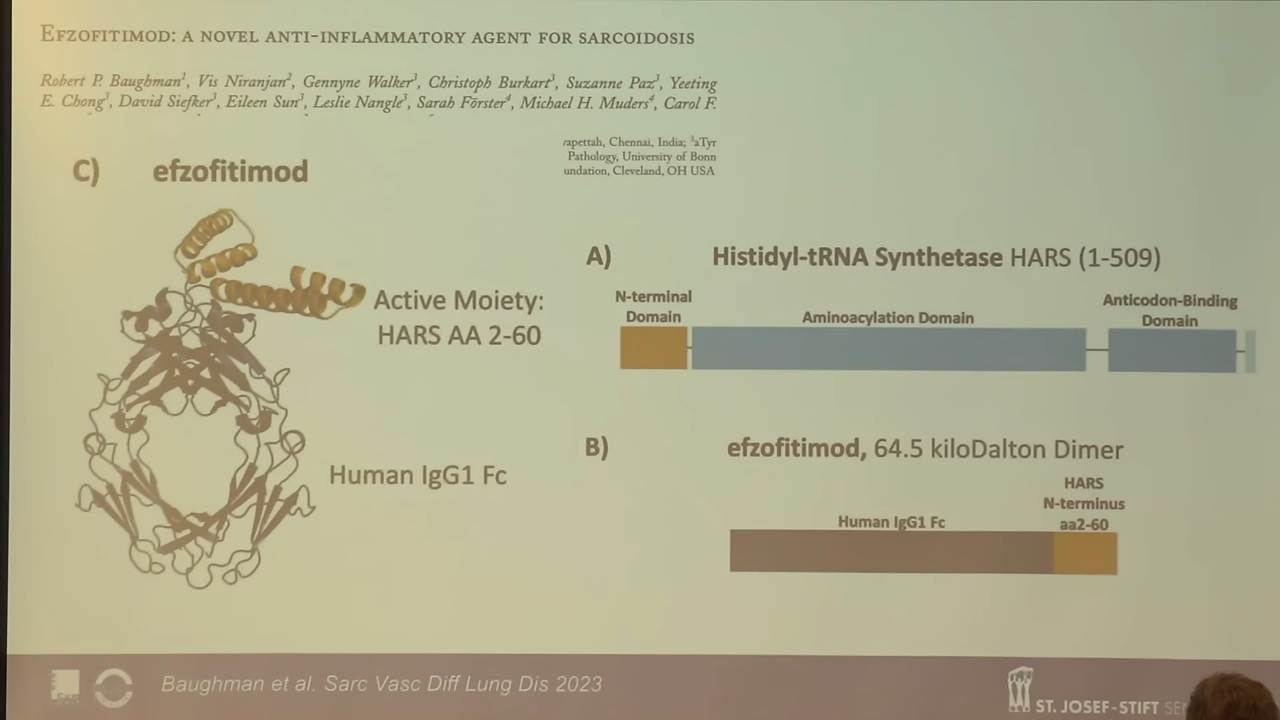 EFZOFITIMOD: A NOVEL ANTI-INFLAMMATORY AGENT FOR SARCOIDOSIS
Robert P. Baughman¹, Vis Niranjan², Gennyne Walker³, Christoph Burkart³, Suzanne Paz³, Yeeting
E. Chong³, David Siefker³, Eileen Sun³, Leslie Nangle³, Sarah Förster⁴, Michael H. Muders⁴, Carol F.
rapettah, Chennai, India; ³aTyr
Pathology, University of Bonn
undation, Cleveland, OH USA
C) efzofitimod
Active Moiety:
HARS AA 2-60
Human IgG1 Fc
A) Histidyl-tRNA Synthetase HARS (1-509)
N-terminal
Domain
Aminoacylation Domain
Anticodon-Binding
Domain
B) efzofitimod, 64.5 kiloDalton Dimer
HARS
N-terminus
aa2-60
Human IgG1 Fc
Baughman et al. Sarc Vasc Diff Lung Dis 2023
ST. JOSEF-STIFT SEN